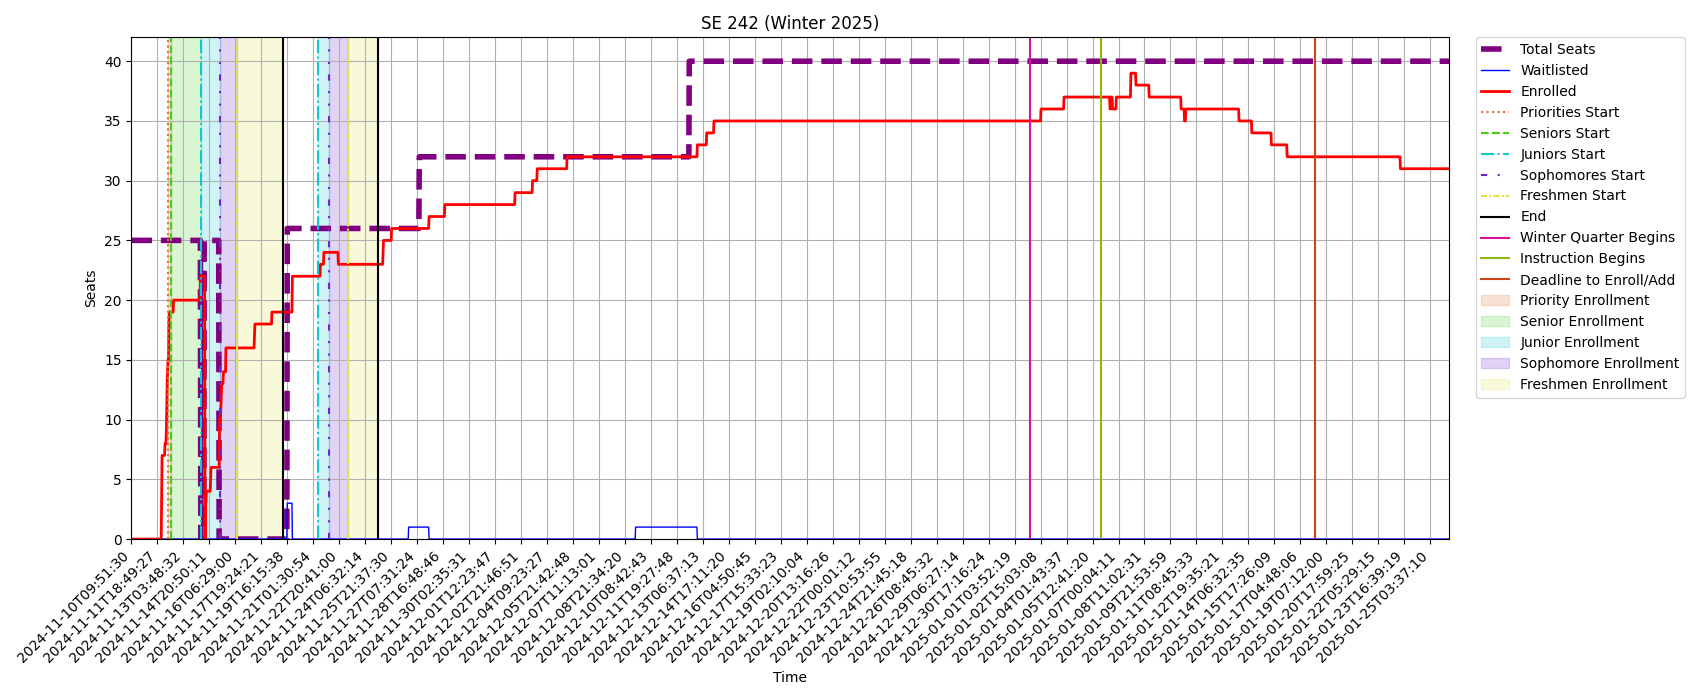 SE 242 (Winter 2025)
Seats
40
35
30
25
20
15
10
5
0
2024-11-10T09:51:30
2024-11-11T18:49:27
2024-11-13T03:48:32
2024-11-14T20:50:11
2024-11-16T06:29:00
2024-11-17T19:24:21
2024-11-19T16:15:38
2024-11-21T01:30:54
2024-11-22T20:41:00
2024-11-24T06:32:14
2024-11-25T21:37:30
2024-11-27T07:31:24
2024-11-28T16:48:46
2024-11-30T02:35:31
2024-12-01T12:23:47
2024-12-02T21:46:51
2024-12-04T09:23:27
2024-12-05T21:42:48
2024-12-07T11:13:01
2024-12-08T21:34:20
2024-12-10T08:42:43
2024-12-11T19:27:48
2024-12-13T06:37:13
2024-12-14T17:11:20
2024-12-16T04:50:45
2024-12-17T15:33:23
2024-12-19T02:10:04
2024-12-20T13:16:26
2024-12-22T00:01:12
2024-12-23T10:53:55
2024-12-24T21:45:18
2024-12-26T08:45:32
2024-12-29T06:27:14
2024-12-30T17:16:24
2025-01-01T03:52:19
2025-01-02T15:03:08
2025-01-04T01:43:37
2025-01-05T12:41:20
2025-01-07T00:04:11
2025-01-08T11:02:31
2025-01-09T21:53:59
2025-01-11T08:45:33
2025-01-12T19:35:21
2025-01-14T06:32:35
2025-01-15T17:26:09
2025-01-17T04:48:06
2025-01-19T07:12:00
2025-01-20T17:59:25
2025-01-22T05:29:15
2025-01-23T16:39:19
2025-01-25T03:37:10
Time
Total Seats
Waitlisted
Enrolled
Priorities Start
Seniors Start
Juniors Start
Sophomores Start
Freshmen Start
End
Winter Quarter Begins
Instruction Begins
Deadline to Enroll/Add
Priority Enrollment
Senior Enrollment
Junior Enrollment
Sophomore Enrollment
Freshmen Enrollment